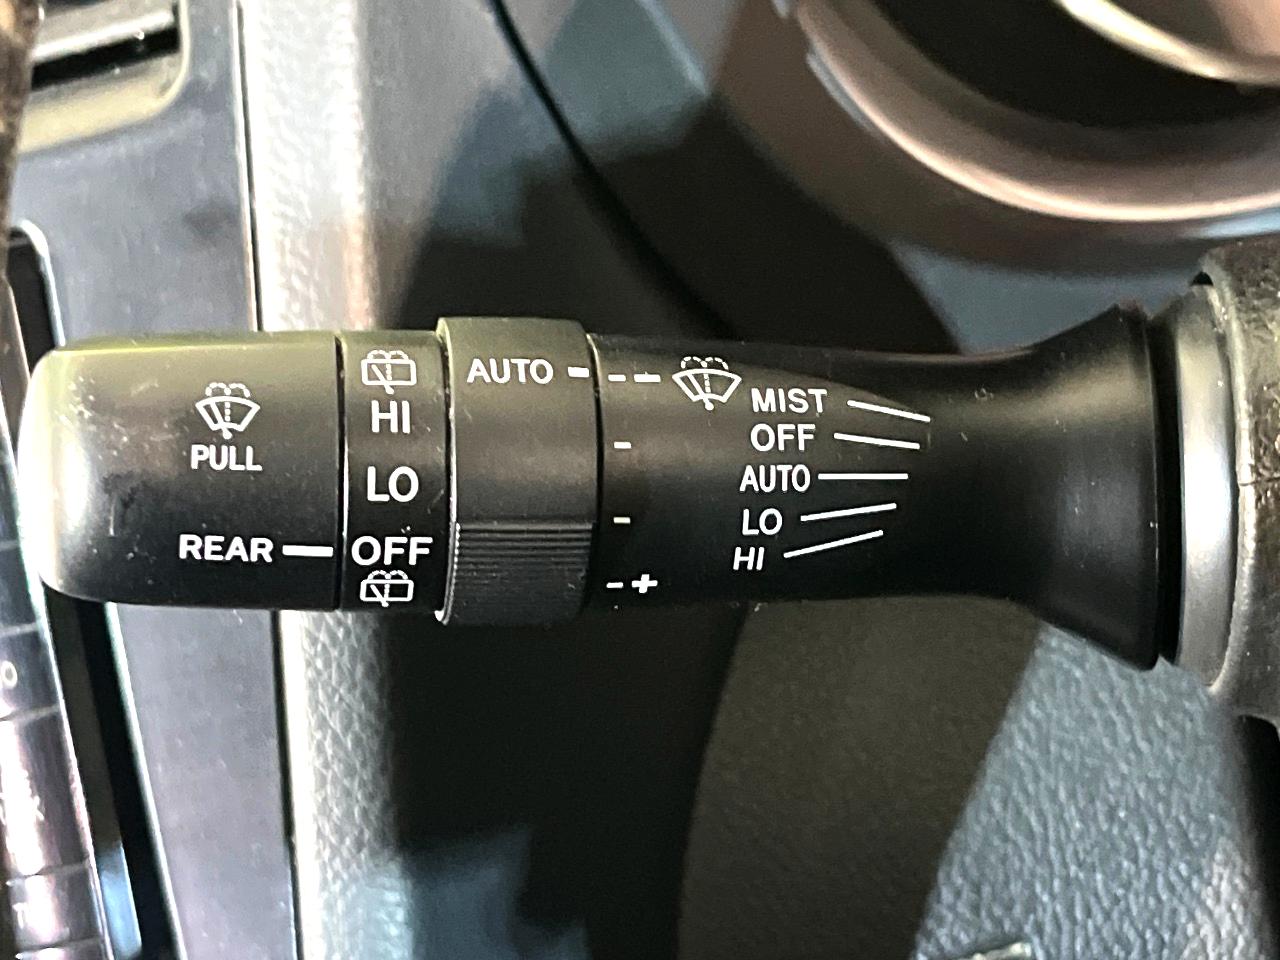 PULL
REAR
HI
LO
OFF
AUTO -
- -
-
-
- +
MIST
OFF
AUTO
LO
HI